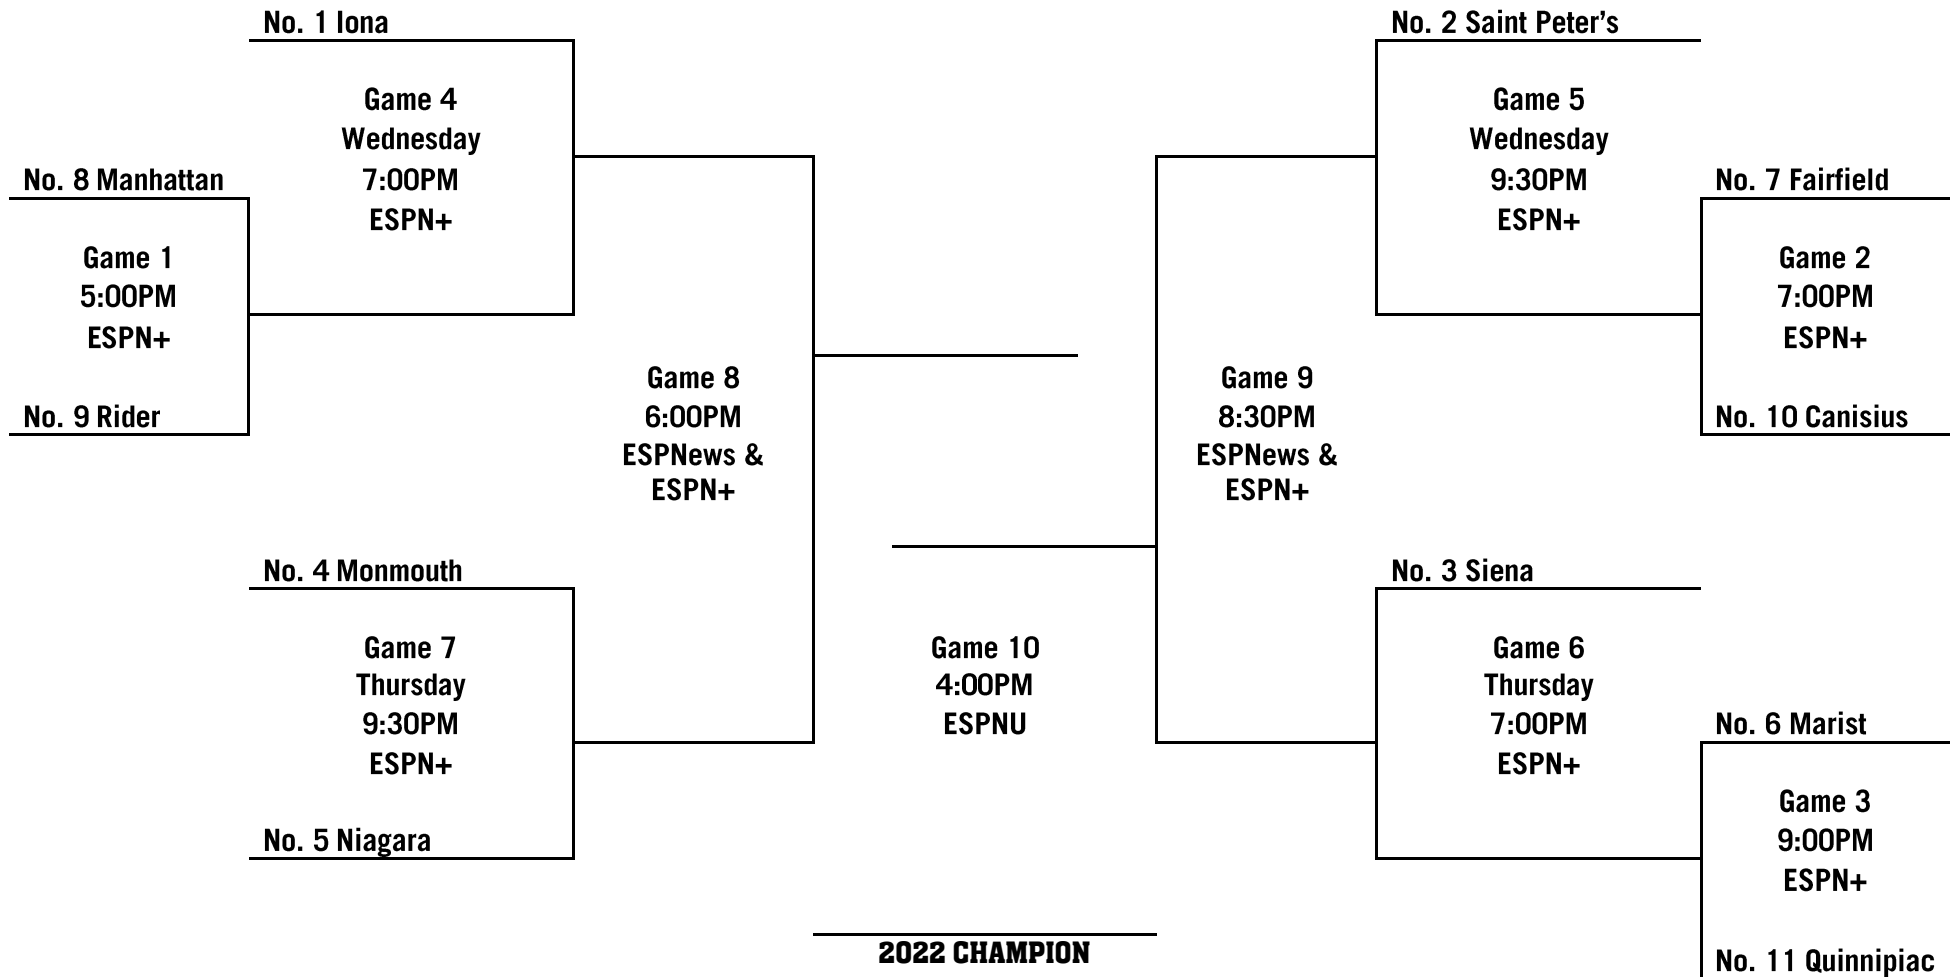 No. 1 Iona
No. 2 Saint Peter’s
Game 4
Wednesday
7:00PM
ESPN+
Game 5
Wednesday
9:30PM
ESPN+
No. 8 Manhattan
Game 1
5:00PM
ESPN+
No. 9 Rider
No. 7 Fairfield
Game 2
7:00PM
ESPN+
No. 10 Canisius
Game 8
6:00PM
ESPNews &
ESPN+
Game 9
8:30PM
ESPNews &
ESPN+
No. 4 Monmouth
Game 7
Thursday
9:30PM
ESPN+
No. 5 Niagara
Game 10
4:00PM
ESPNU
No. 3 Siena
Game 6
Thursday
7:00PM
ESPN+
No. 6 Marist
Game 3
9:00PM
ESPN+
No. 11 Quinnipiac
2022 CHAMPION